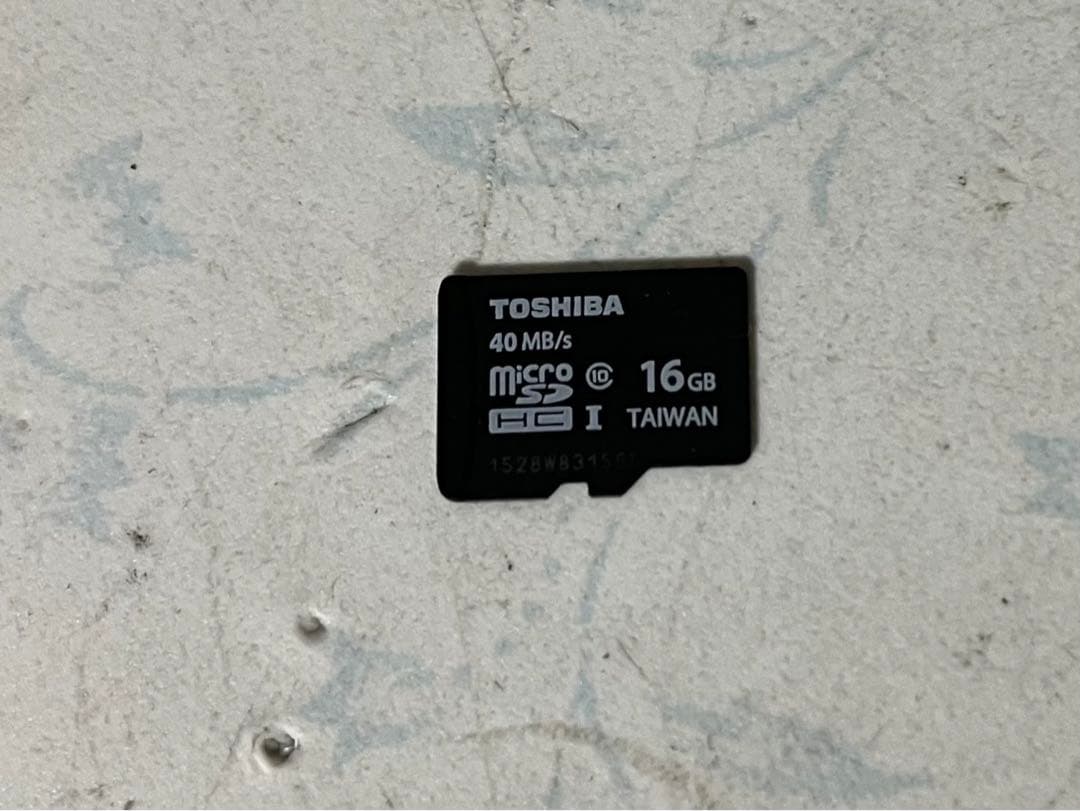 TOSHIBA
40 MB/s
micro SD 10 16GB
HC I TAIWAN